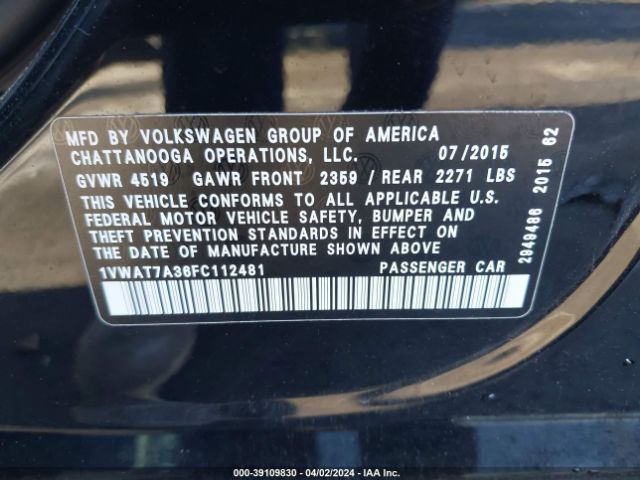 MFD BY VOLKSWAGEN GROUP OF AMERICA
CHATTANOOGA OPERATIONS, LLC. 07/2015
GVWR 4519 GAWR FRONT 2359 / REAR 2271 LBS
THIS VEHICLE CONFORMS TO ALL APPLICABLE U.S.
FEDERAL MOTOR VEHICLE SAFETY, BUMPER AND
THEFT PREVENTION STANDARDS IN EFFECT ON
THE DATE OF MANUFACTURE SHOWN ABOVE
1VWAT7A36FC112481 PASSENGER CAR
2949486 2015 62
000-39109830 - 04/02/2024 - IAA Inc.